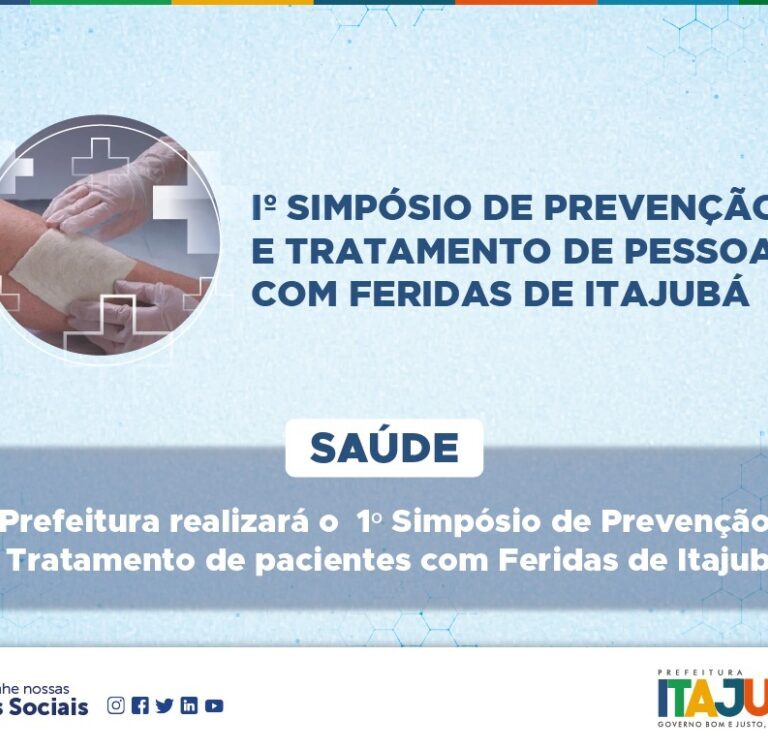 Iº SIMPÓSIO DE PREVENÇÃO
E TRATAMENTO DE PESSOA
COM FERIDAS DE ITAJUBÁ
SAÚDE
Prefeitura realizará o 1º Simpósio de Prevenção
Tratamento de pacientes com Feridas de Itajub
he nossas
s Sociais
PREFEITURA
ITAJU
GOVERNO BOM E JUSTO,